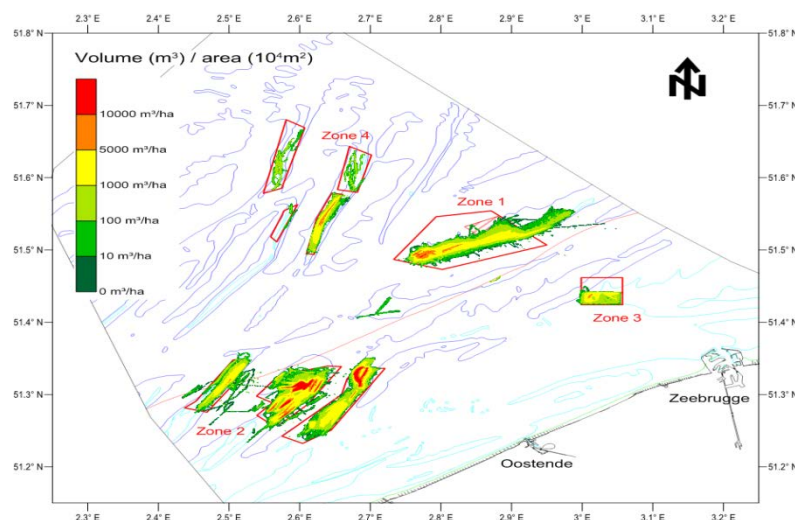 2.3°E 2.4°E 2.5°E 2.6°E 2.7°E 2.8°E 2.9°E 3.0°E 3.1°E 3.2°E
51.8° N
Volume (m³) / area (10⁴m²)
N
51.7° N
10000 m³/ha
5000 m³/ha
Zone 4
51.6° N
1000 m³/ha
Zone 1
100 m³/ha
51.5° N
10 m³/ha
0 m³/ha
51.4° N
Zone 3
51.3° N
Zeebrugge
Zone 2
Oostende
51.2° N
2.3°E 2.4°E 2.5°E 2.6°E 2.7°E 2.8°E 2.9°E 3.0°E 3.1°E 3.2°E
51.8° N
51.7° N
51.6° N
51.5° N
51.4° N
51.3° N
51.2° N